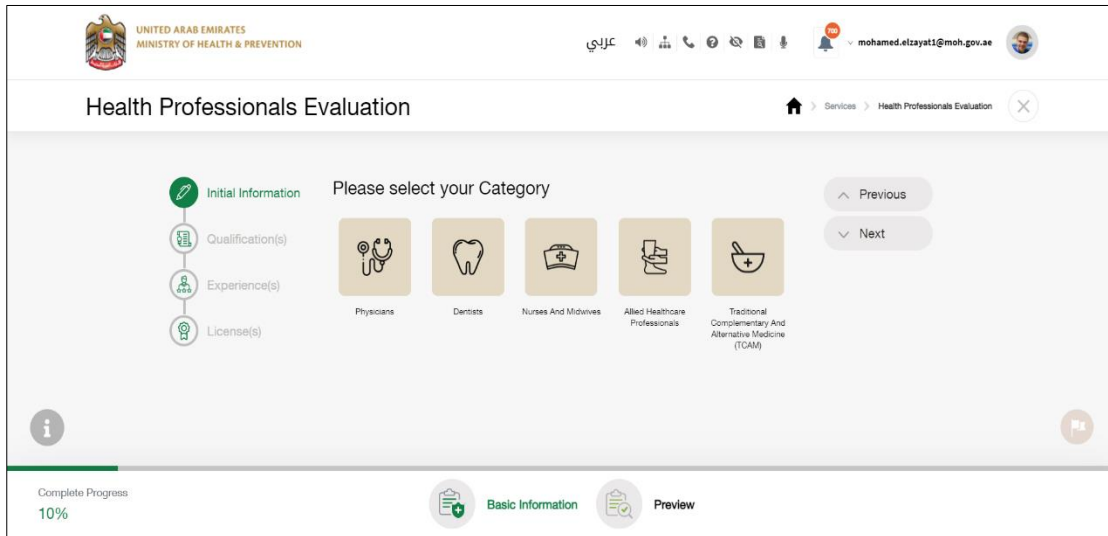 UNITED ARAB EMIRATES
MINISTRY OF HEALTH & PREVENTION
عربي
700
mohamed.elzayat1@moh.gov.ae
Health Professionals Evaluation
Services > Health Professionals Evaluation
Initial Information
Qualification(s)
Experience(s)
License(s)
Please select your Category
Physicians
Dentists
Nurses And Midwives
Allied Healthcare
Professionals
Traditional
Complementary And
Alternative Medicine
(TCAM)
Previous
Next
Complete Progress
10%
Basic Information
Preview